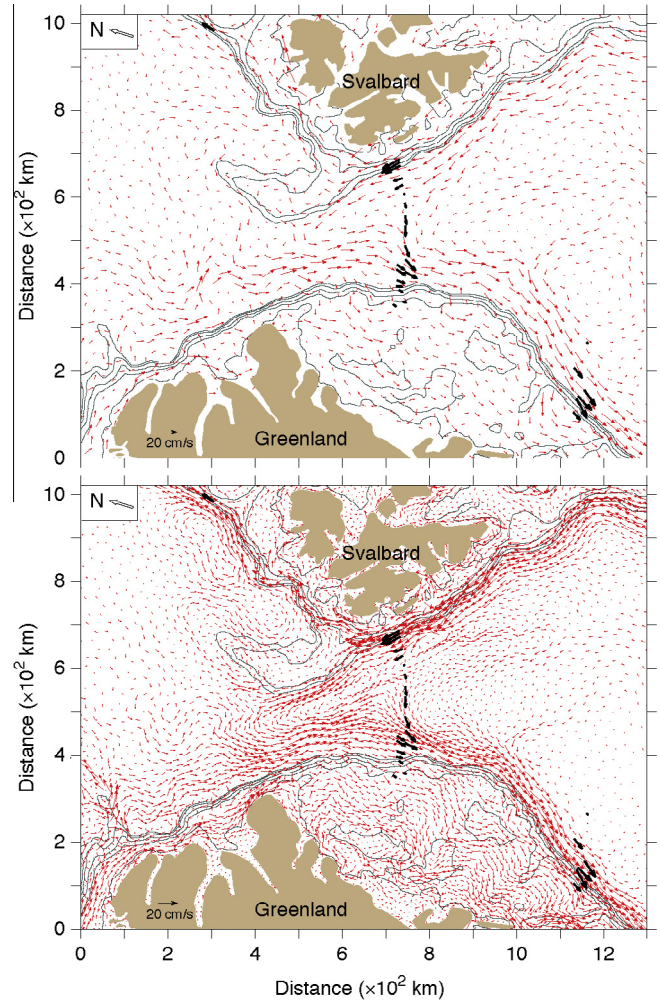 10
N
Svalbard
8
Distance (×10² km)
6
4
2
20 cm/s
Greenland
0
10
N
Svalbard
8
Distance (×10² km)
6
4
2
20 cm/s
Greenland
0
0 2 4 6 8 10 12
Distance (×10² km)